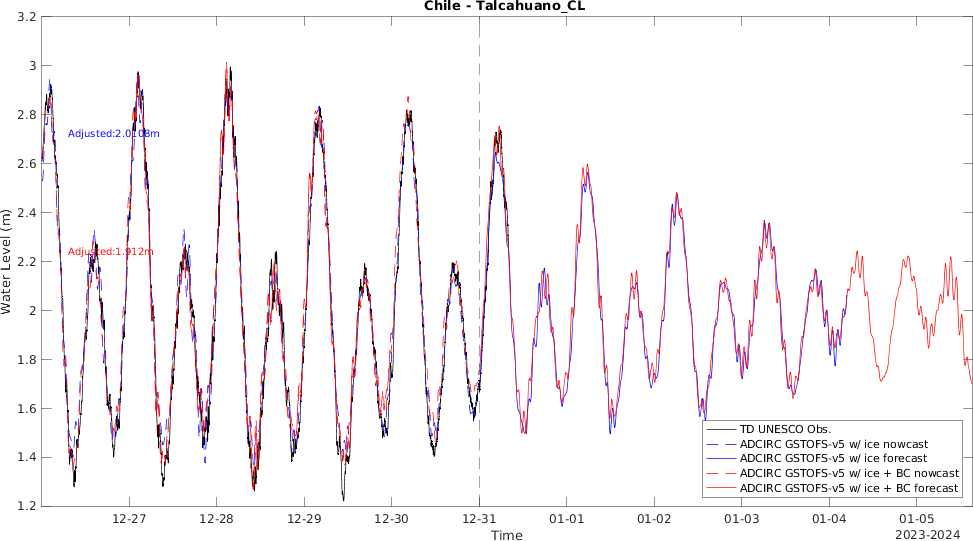 Chile - Talcahuano_CL
3.2
3
2.8
2.6
2.4
2.2
2
1.8
1.6
1.4
1.2
Water Level (m)
Adjusted:2.0108m
Adjusted:1.912m
TD UNESCO Obs.
ADCIRC GSTOFS-v5 w/ ice nowcast
ADCIRC GSTOFS-v5 w/ ice forecast
ADCIRC GSTOFS-v5 w/ ice + BC nowcast
ADCIRC GSTOFS-v5 w/ ice + BC forecast
12-27 12-28 12-29 12-30 12-31 01-01 01-02 01-03 01-04 01-05
Time
2023-2024